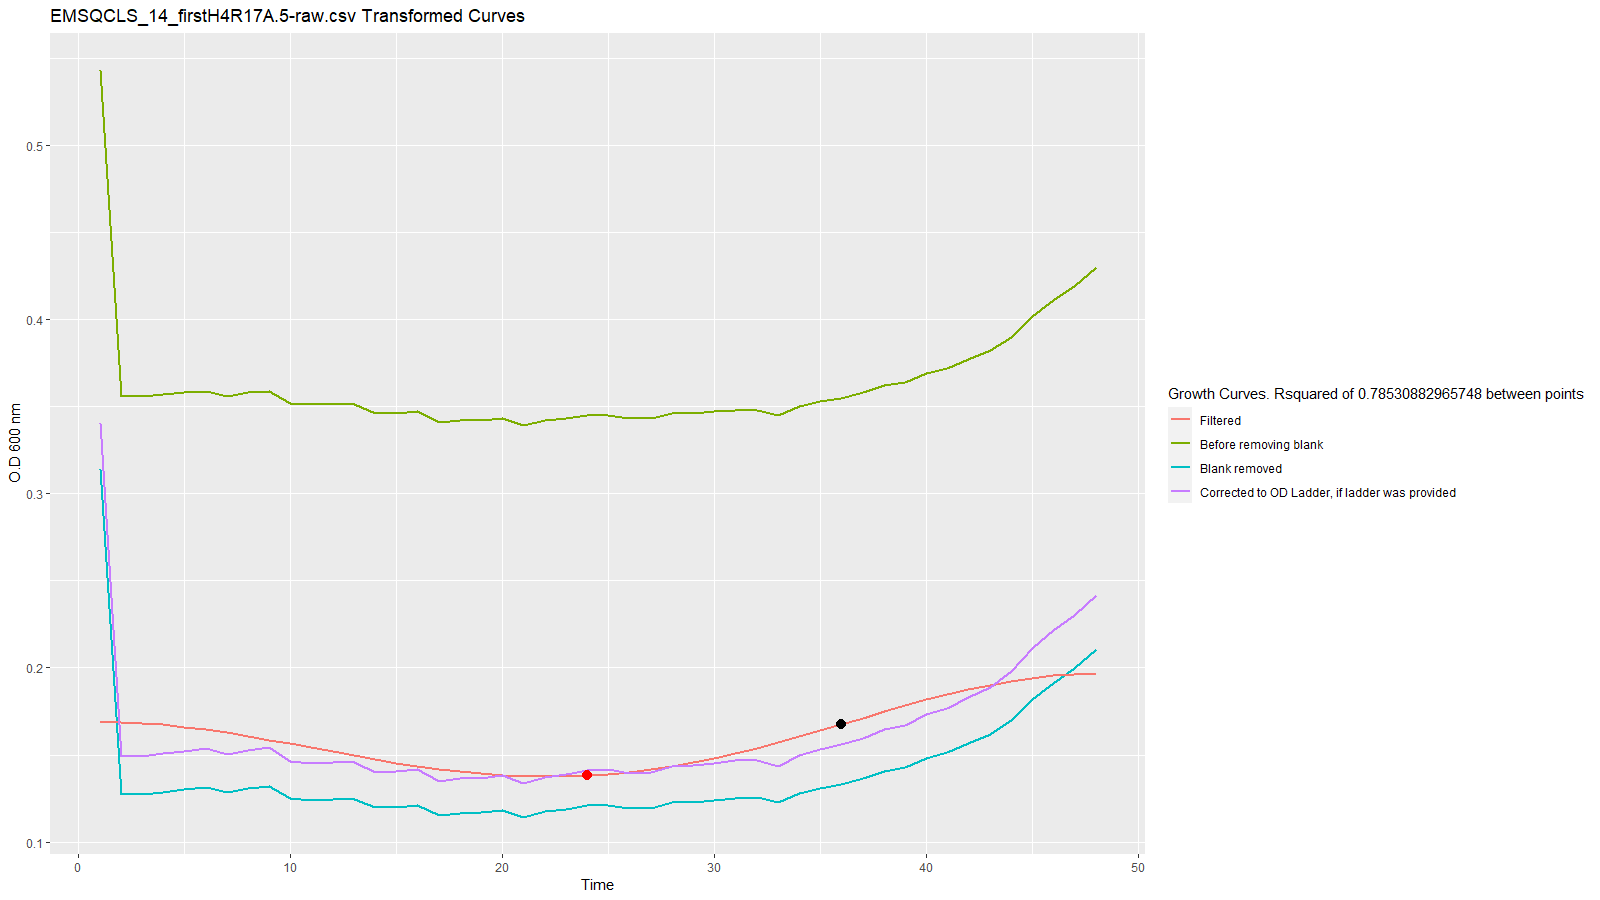 EMSQCLS_14_firstH4R17A.5-raw.csv Transformed Curves
O.D 600 nm
0.5
0.4
0.3
0.2
0.1
0
10
20
30
40
50
Time
Growth Curves. Rsquared of 0.78530882965748 between points
Filtered
Before removing blank
Blank removed
Corrected to OD Ladder, if ladder was provided